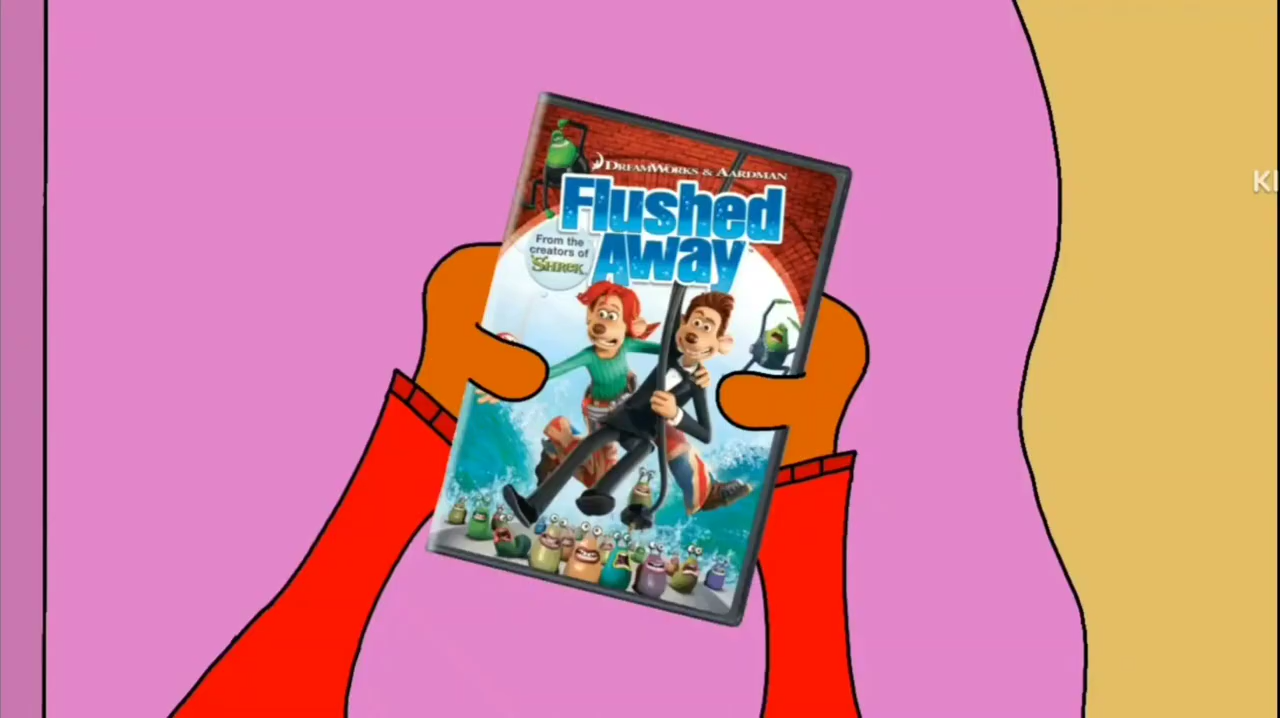 DREAMWORKS & AARDMAN
Flushed
Away
From the
creators of
SHREK